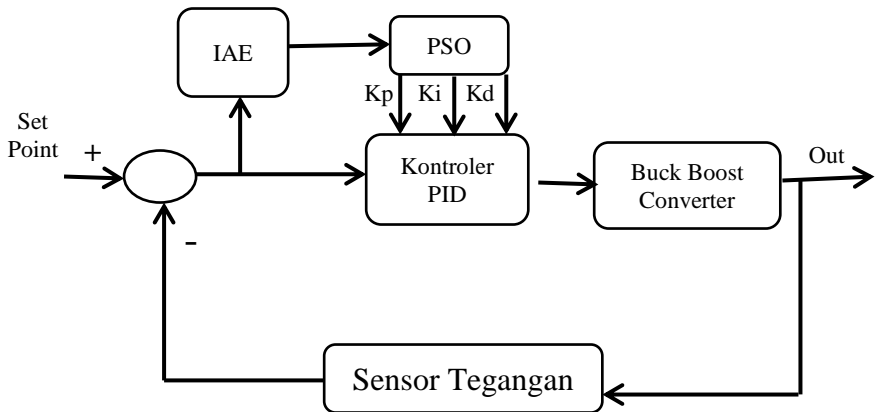 IAE
PSO
Kp Ki Kd
Set
Point
+
Kontroler
PID
Buck Boost
Converter
Out
-
Sensor Tegangan